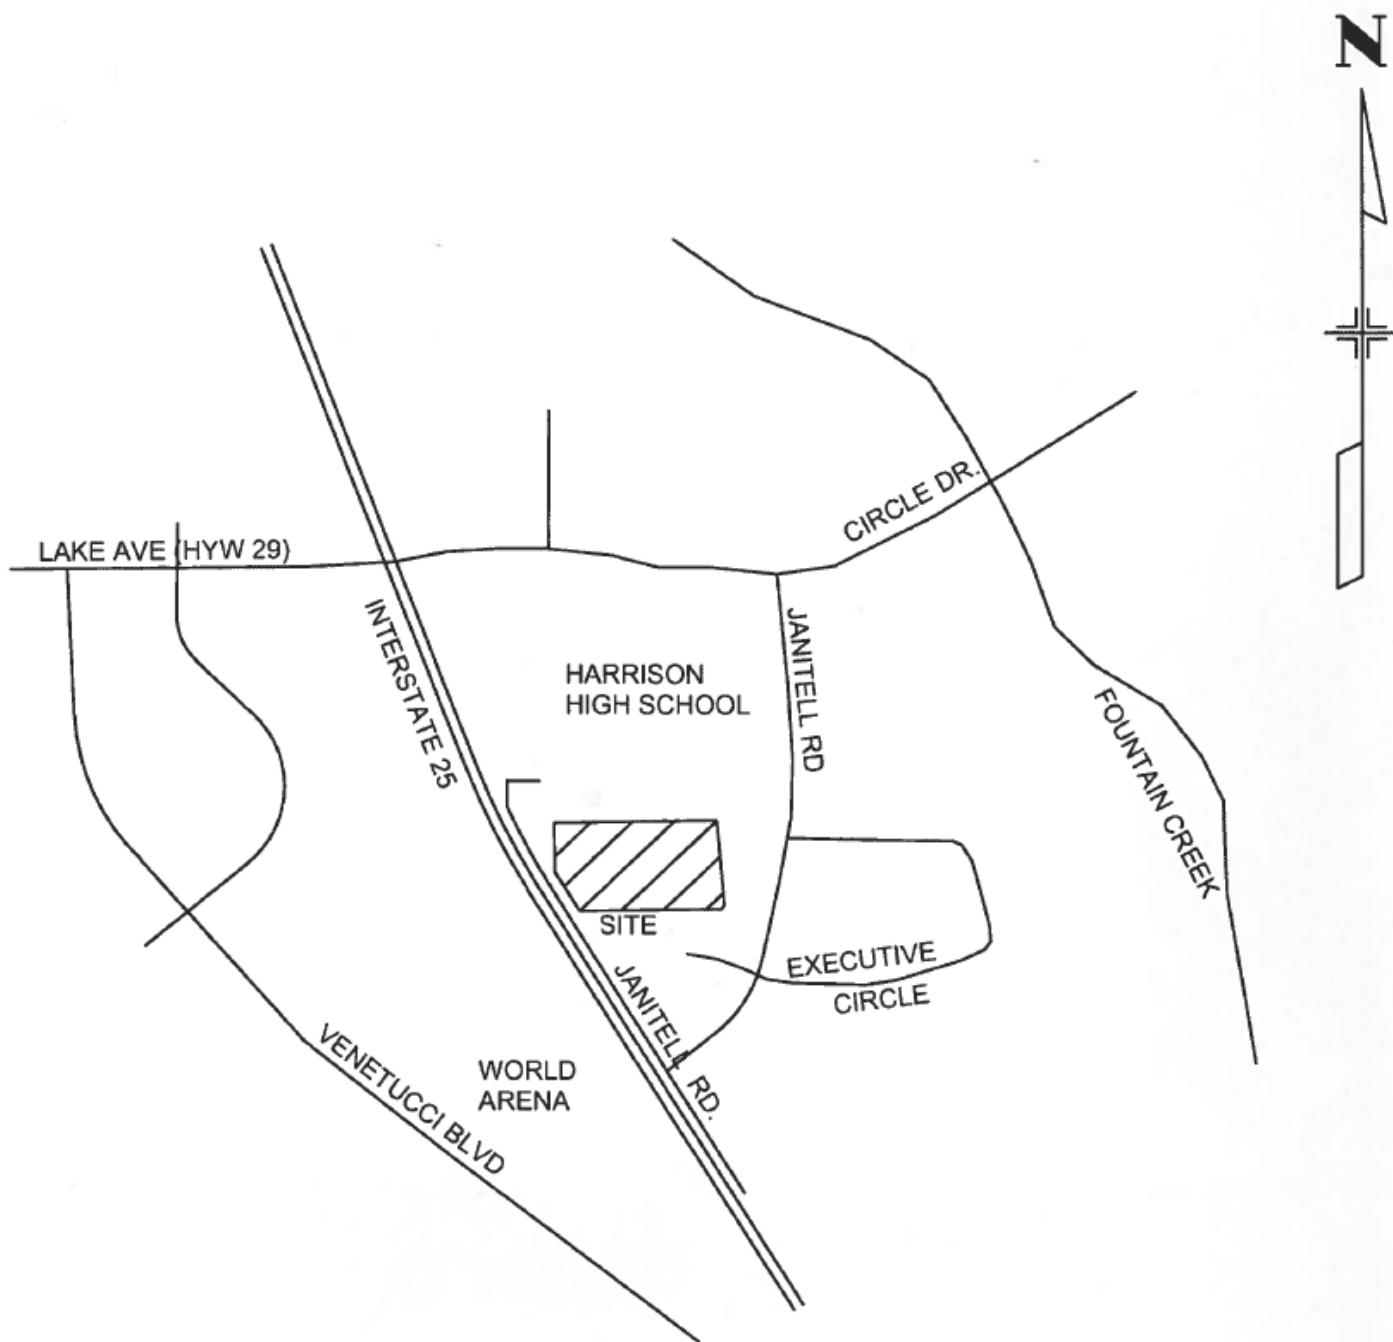 N
CIRCLE DR.
LAKE AVE (HYW 29)
INTERSTATE 25
HARRISON
HIGH SCHOOL
JANITELL RD
FOUNTAIN CREEK
SITE
EXECUTIVE
CIRCLE
JANITELL RD.
WORLD
ARENA
VENETUCCI BLVD